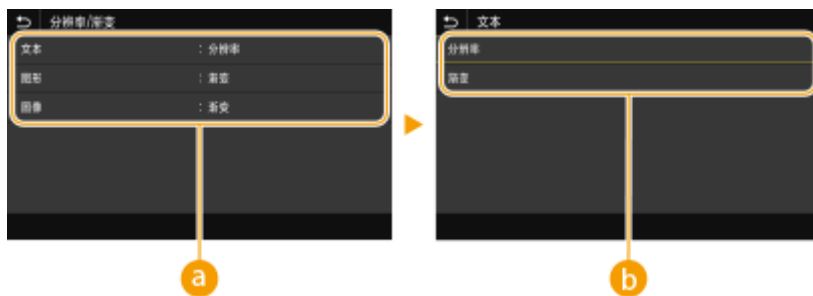 分辨率/渐变
文本 : 分辨率
图形 : 渐变
图像 : 渐变
a
文本
分辨率
渐变
b